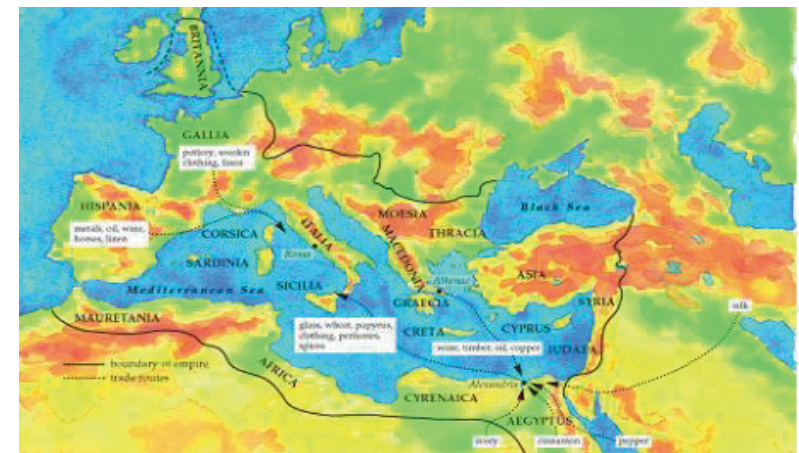 BRITANNIA
GALLIA
pottery, woolen
clothing, linen
HISPANIA
metals, oil, wine,
horses, linen
CORSICA
ITALIA
Roma
SARDINIA
MOESIA
MACEDONIA
THRACIA
Black Sea
Mediterranean Sea
SICILIA
Athenae
GRAECIA
ASIA
SYRIA
silk
MAURETANIA
glass, wheat, papyrus,
clothing, perfumes,
spices
CRETA
CYPRUS
wine, timber, oil, copper
IUDAEA
boundary of empire
trade routes
AFRICA
Alexandria
CYRENAICA
AEGYPTUS
ivory
cinnamon
pepper